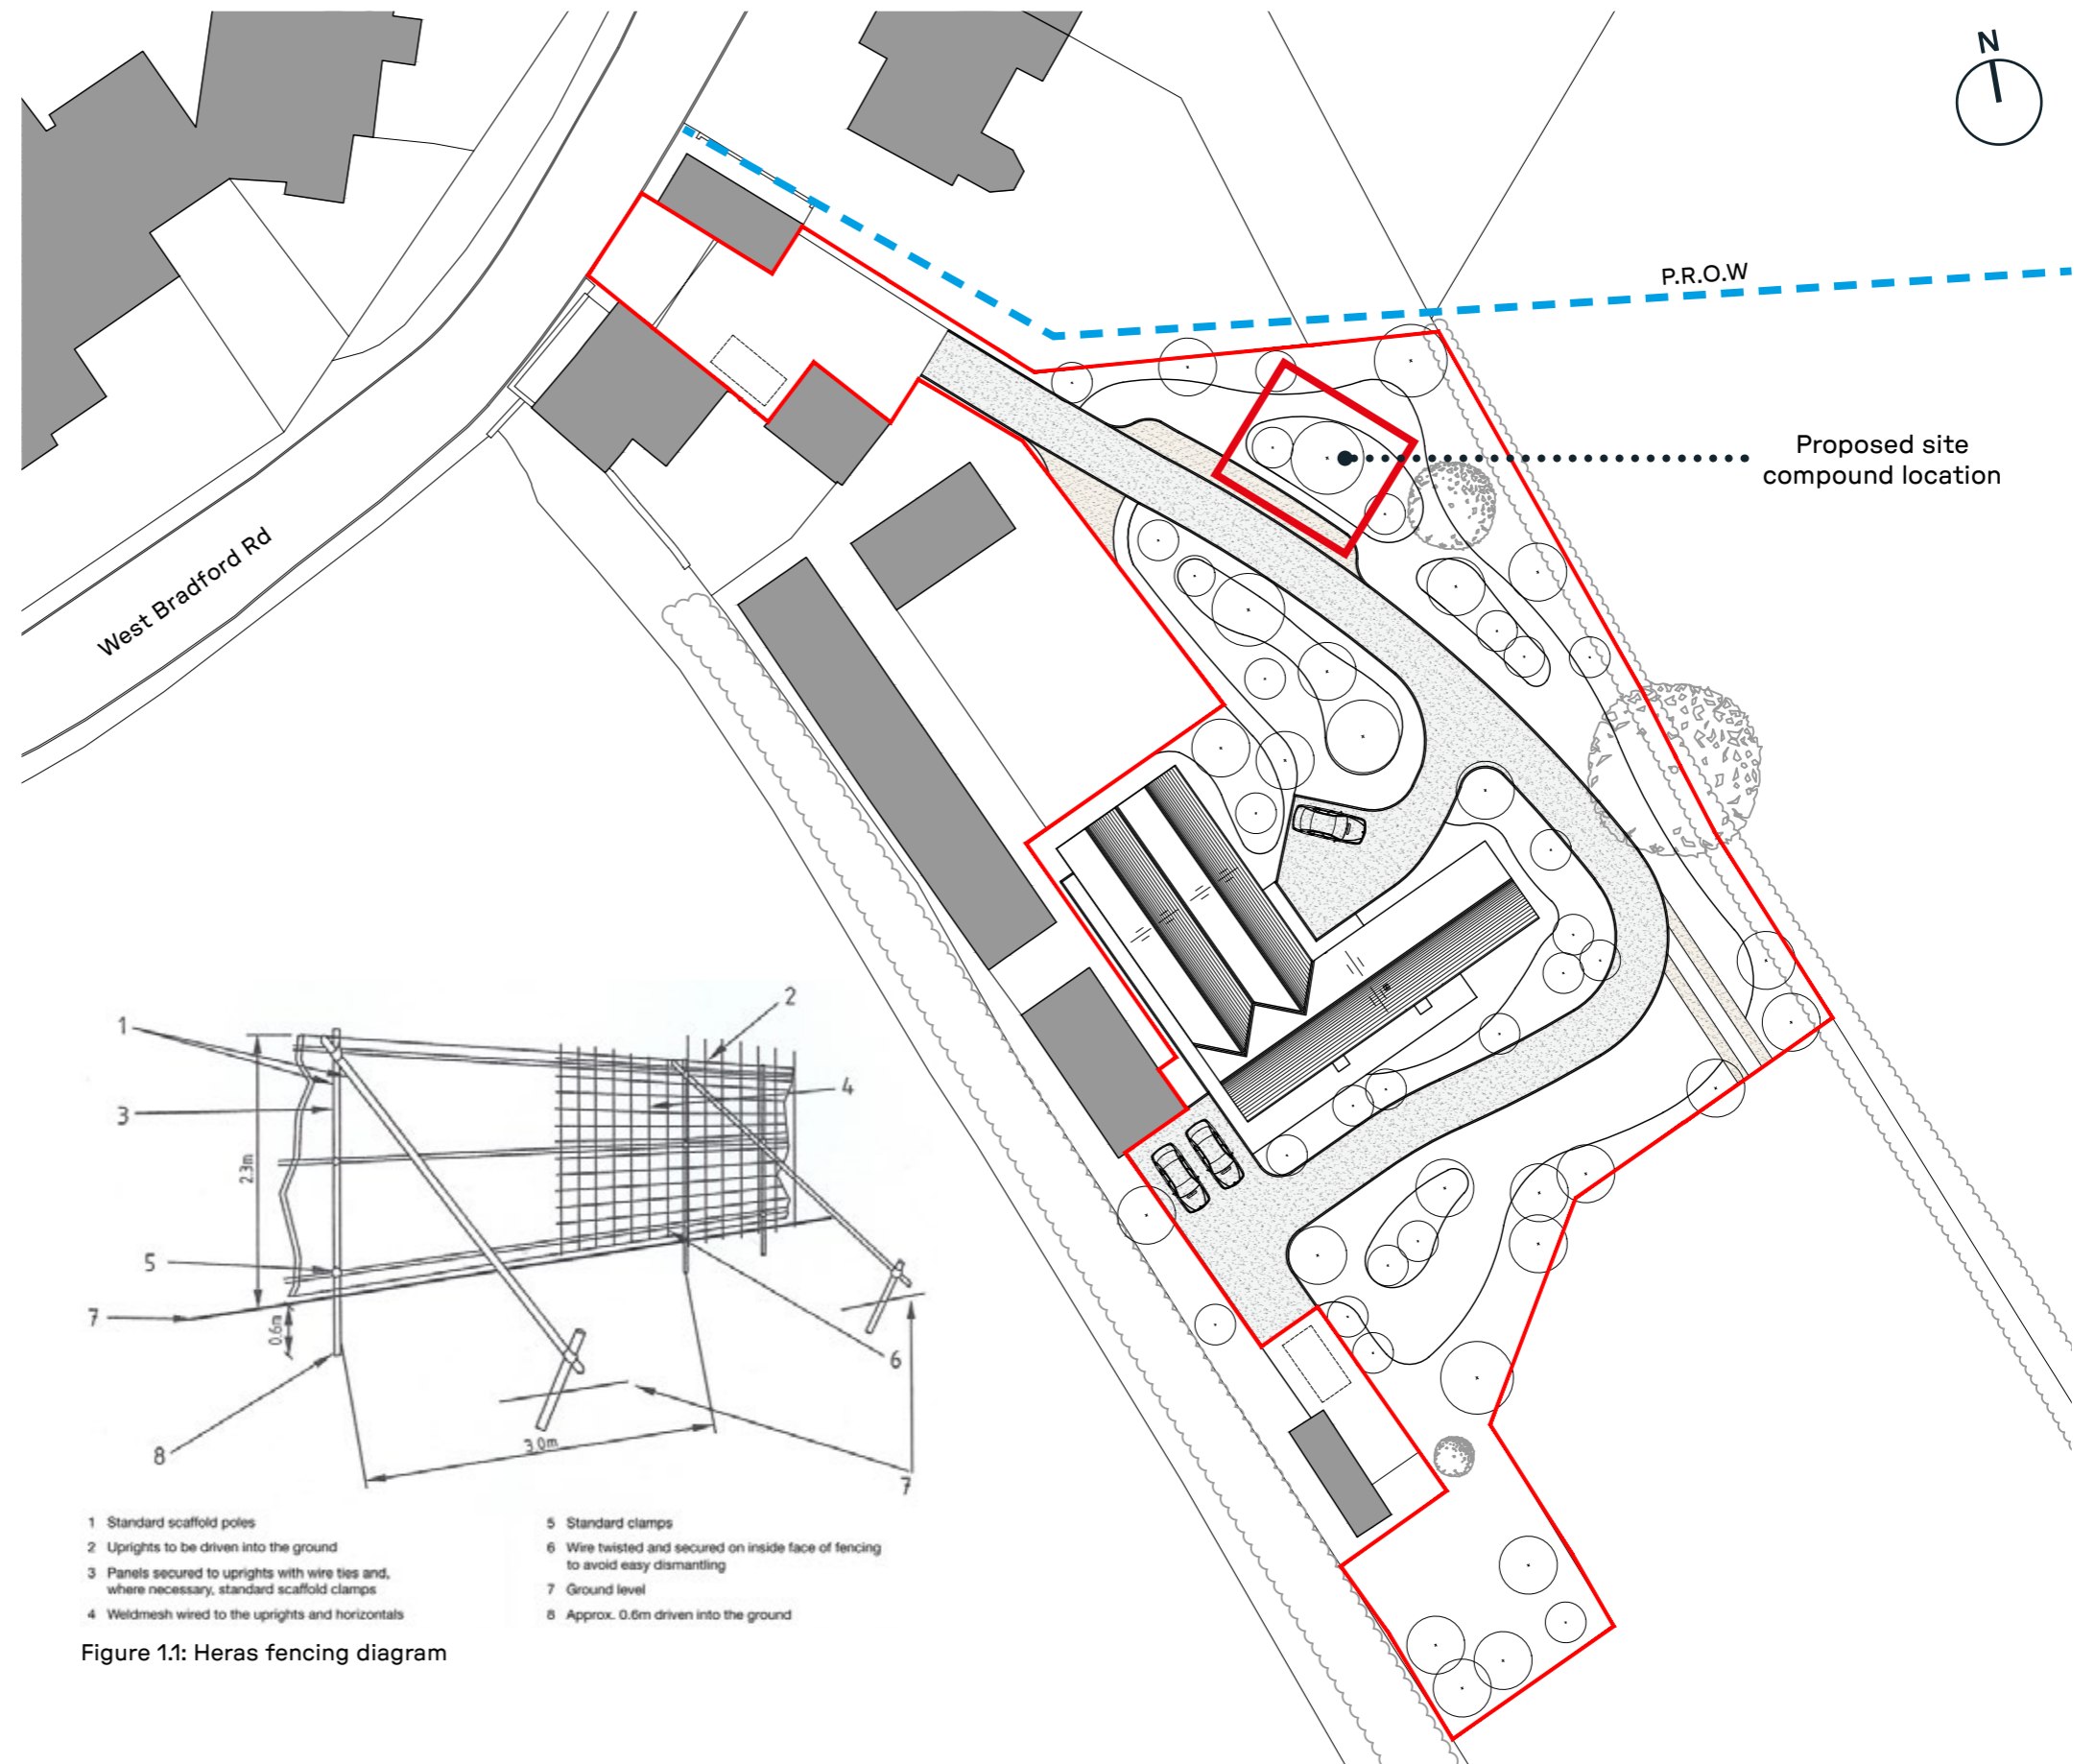 N
P.R.O.W
Proposed site
compound location
West Bradford Rd
1
2
3
4
2.3m
5
7
0.6m
6
8
3.0m
7
1 Standard scaffold poles
2 Uprights to be driven into the ground
3 Panels secured to uprights with wire ties and,
where necessary, standard scaffold clamps
4 Weldmesh wired to the uprights and horizontals
5 Standard clamps
6 Wire twisted and secured on inside face of fencing
to avoid easy dismantling
7 Ground level
8 Approx. 0.6m driven into the ground
Figure 1.1: Heras fencing diagram